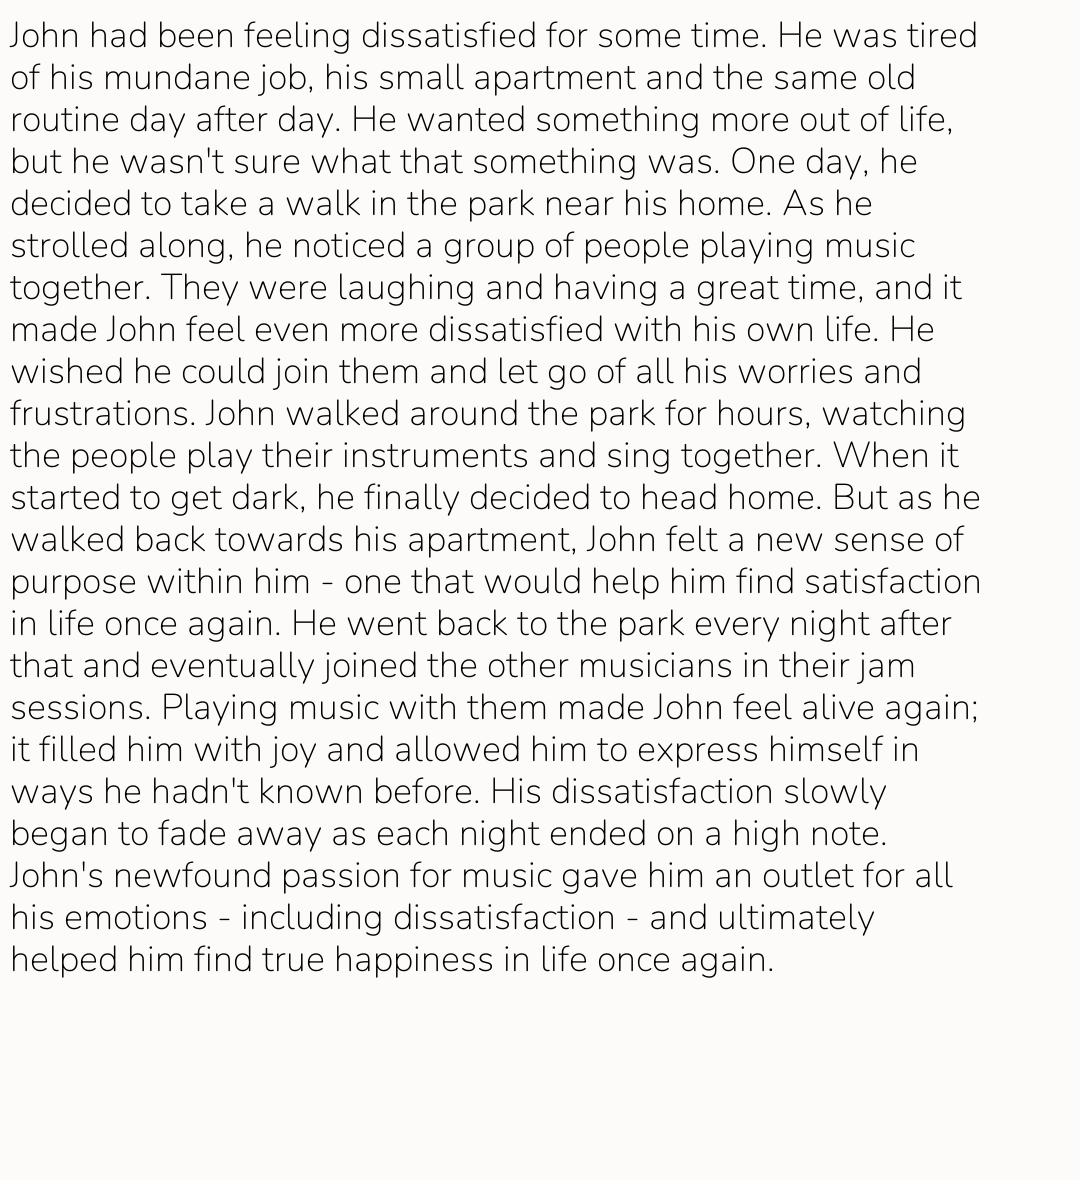 John had been feeling dissatisfied for some time. He was tired
of his mundane job, his small apartment and the same old
routine day after day. He wanted something more out of life,
but he wasn't sure what that something was. One day, he
decided to take a walk in the park near his home. As he
strolled along, he noticed a group of people playing music
together. They were laughing and having a great time, and it
made John feel even more dissatisfied with his own life. He
wished he could join them and let go of all his worries and
frustrations. John walked around the park for hours, watching
the people play their instruments and sing together. When it
started to get dark, he finally decided to head home. But as he
walked back towards his apartment, John felt a new sense of
purpose within him - one that would help him find satisfaction
in life once again. He went back to the park every night after
that and eventually joined the other musicians in their jam
sessions. Playing music with them made John feel alive again;
it filled him with joy and allowed him to express himself in
ways he hadn't known before. His dissatisfaction slowly
began to fade away as each night ended on a high note.
John's newfound passion for music gave him an outlet for all
his emotions - including dissatisfaction - and ultimately
helped him find true happiness in life once again.